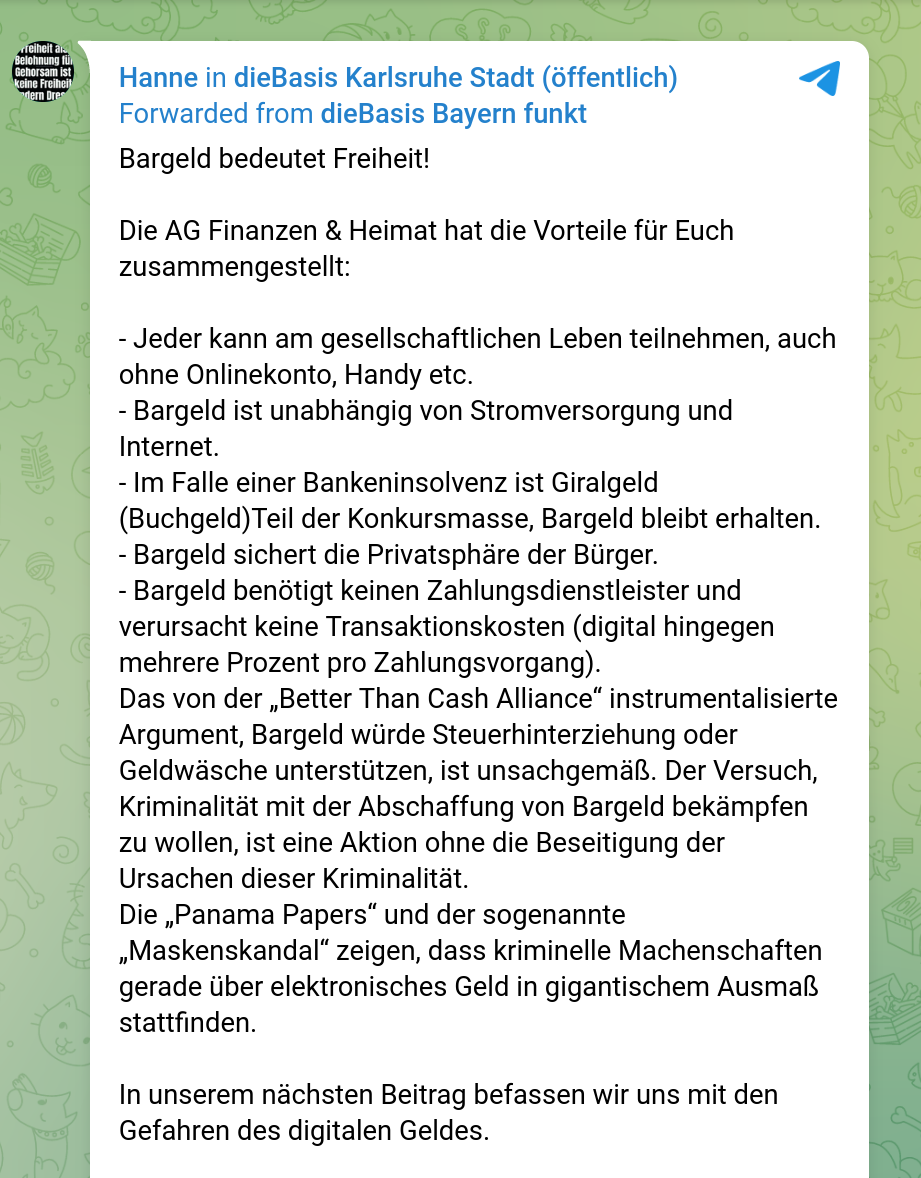 Freiheit als
Belohnung für
Gehorsam ist
keine Freiheit
Hanne in dieBasis Karlsruhe Stadt (öffentlich)
Forwarded from dieBasis Bayern funkt
Bargeld bedeutet Freiheit!
Die AG Finanzen & Heimat hat die Vorteile für Euch
zusammengestellt:
- Jeder kann am gesellschaftlichen Leben teilnehmen, auch
ohne Onlinekonto, Handy etc.
- Bargeld ist unabhängig von Stromversorgung und
Internet.
- Im Falle einer Bankeninsolvenz ist Giralgeld
(Buchgeld)Teil der Konkursmasse, Bargeld bleibt erhalten.
- Bargeld sichert die Privatsphäre der Bürger.
- Bargeld benötigt keinen Zahlungsdienstleister und
verursacht keine Transaktionskosten (digital hingegen
mehrere Prozent pro Zahlungsvorgang).
Das von der „Better Than Cash Alliance“ instrumentalisierte
Argument, Bargeld würde Steuerhinterziehung oder
Geldwäsche unterstützen, ist unsachgemäß. Der Versuch,
Kriminalität mit der Abschaffung von Bargeld bekämpfen
zu wollen, ist eine Aktion ohne die Beseitigung der
Ursachen dieser Kriminalität.
Die „Panama Papers“ und der sogenannte
„Maskenskandal“ zeigen, dass kriminelle Machenschaften
gerade über elektronisches Geld in gigantischem Ausmaß
stattfinden.
In unserem nächsten Beitrag befassen wir uns mit den
Gefahren des digitalen Geldes.